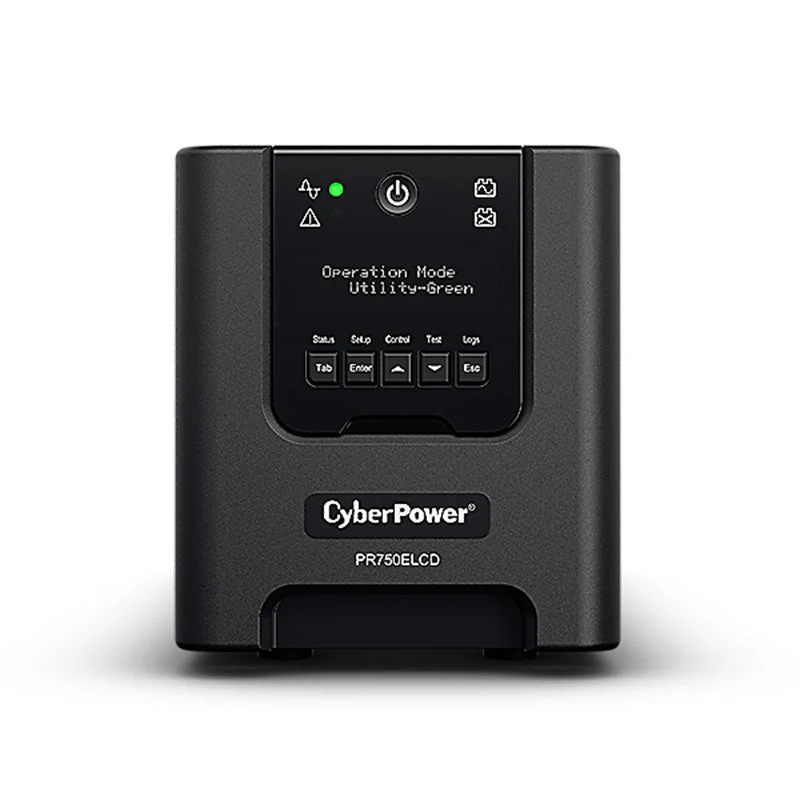 Operation Mode
Utility-Green
Status Setup Control Test Logs
Tab Enter Esc
CyberPower®
PR750ELCD